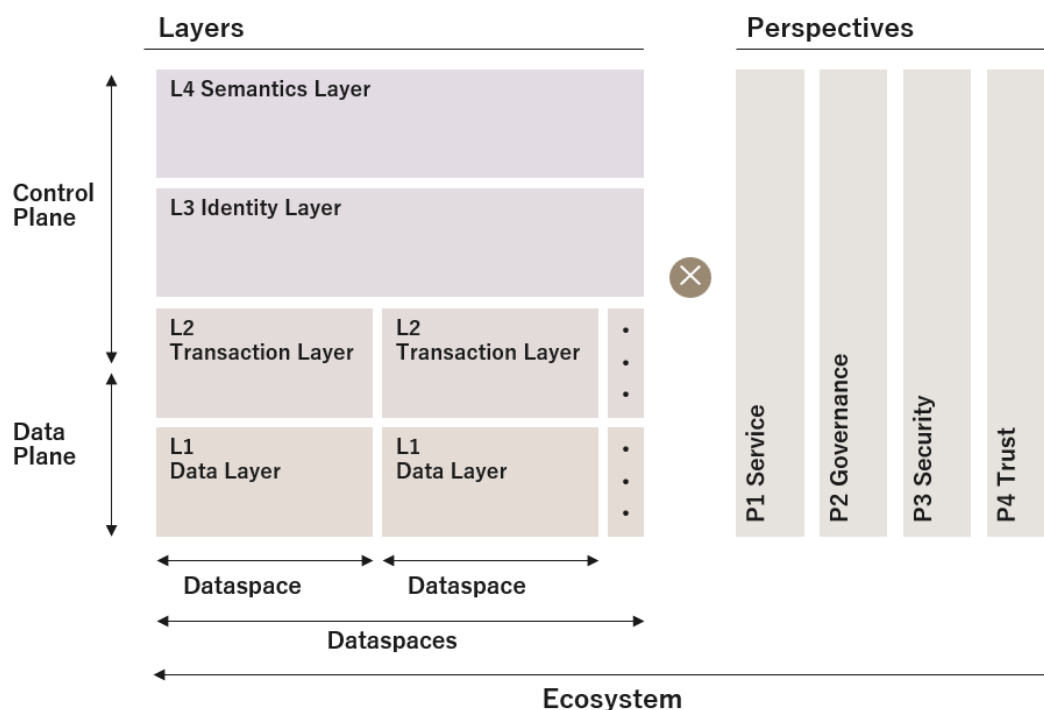 Layers
Perspectives
L4 Semantics Layer
L3 Identity Layer
Control
Plane
L2
Transaction Layer
L2
Transaction Layer
Data
Plane
L1
Data Layer
L1
Data Layer
P1 Service
P2 Governance
P3 Security
P4 Trust
Dataspace
Dataspace
Dataspaces
Ecosystem